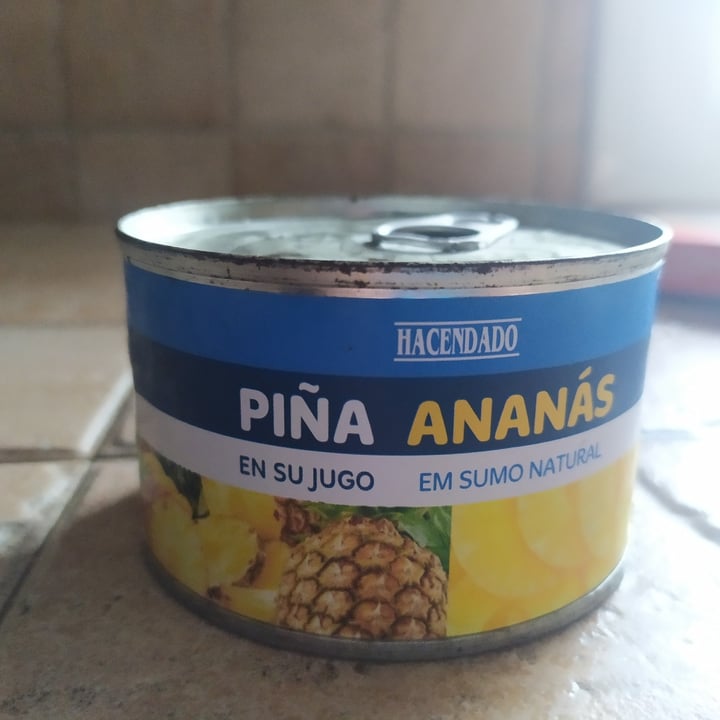 HACENDADO
PIÑA ANANÁS
EN SU JUGO EM SUMO NATURAL